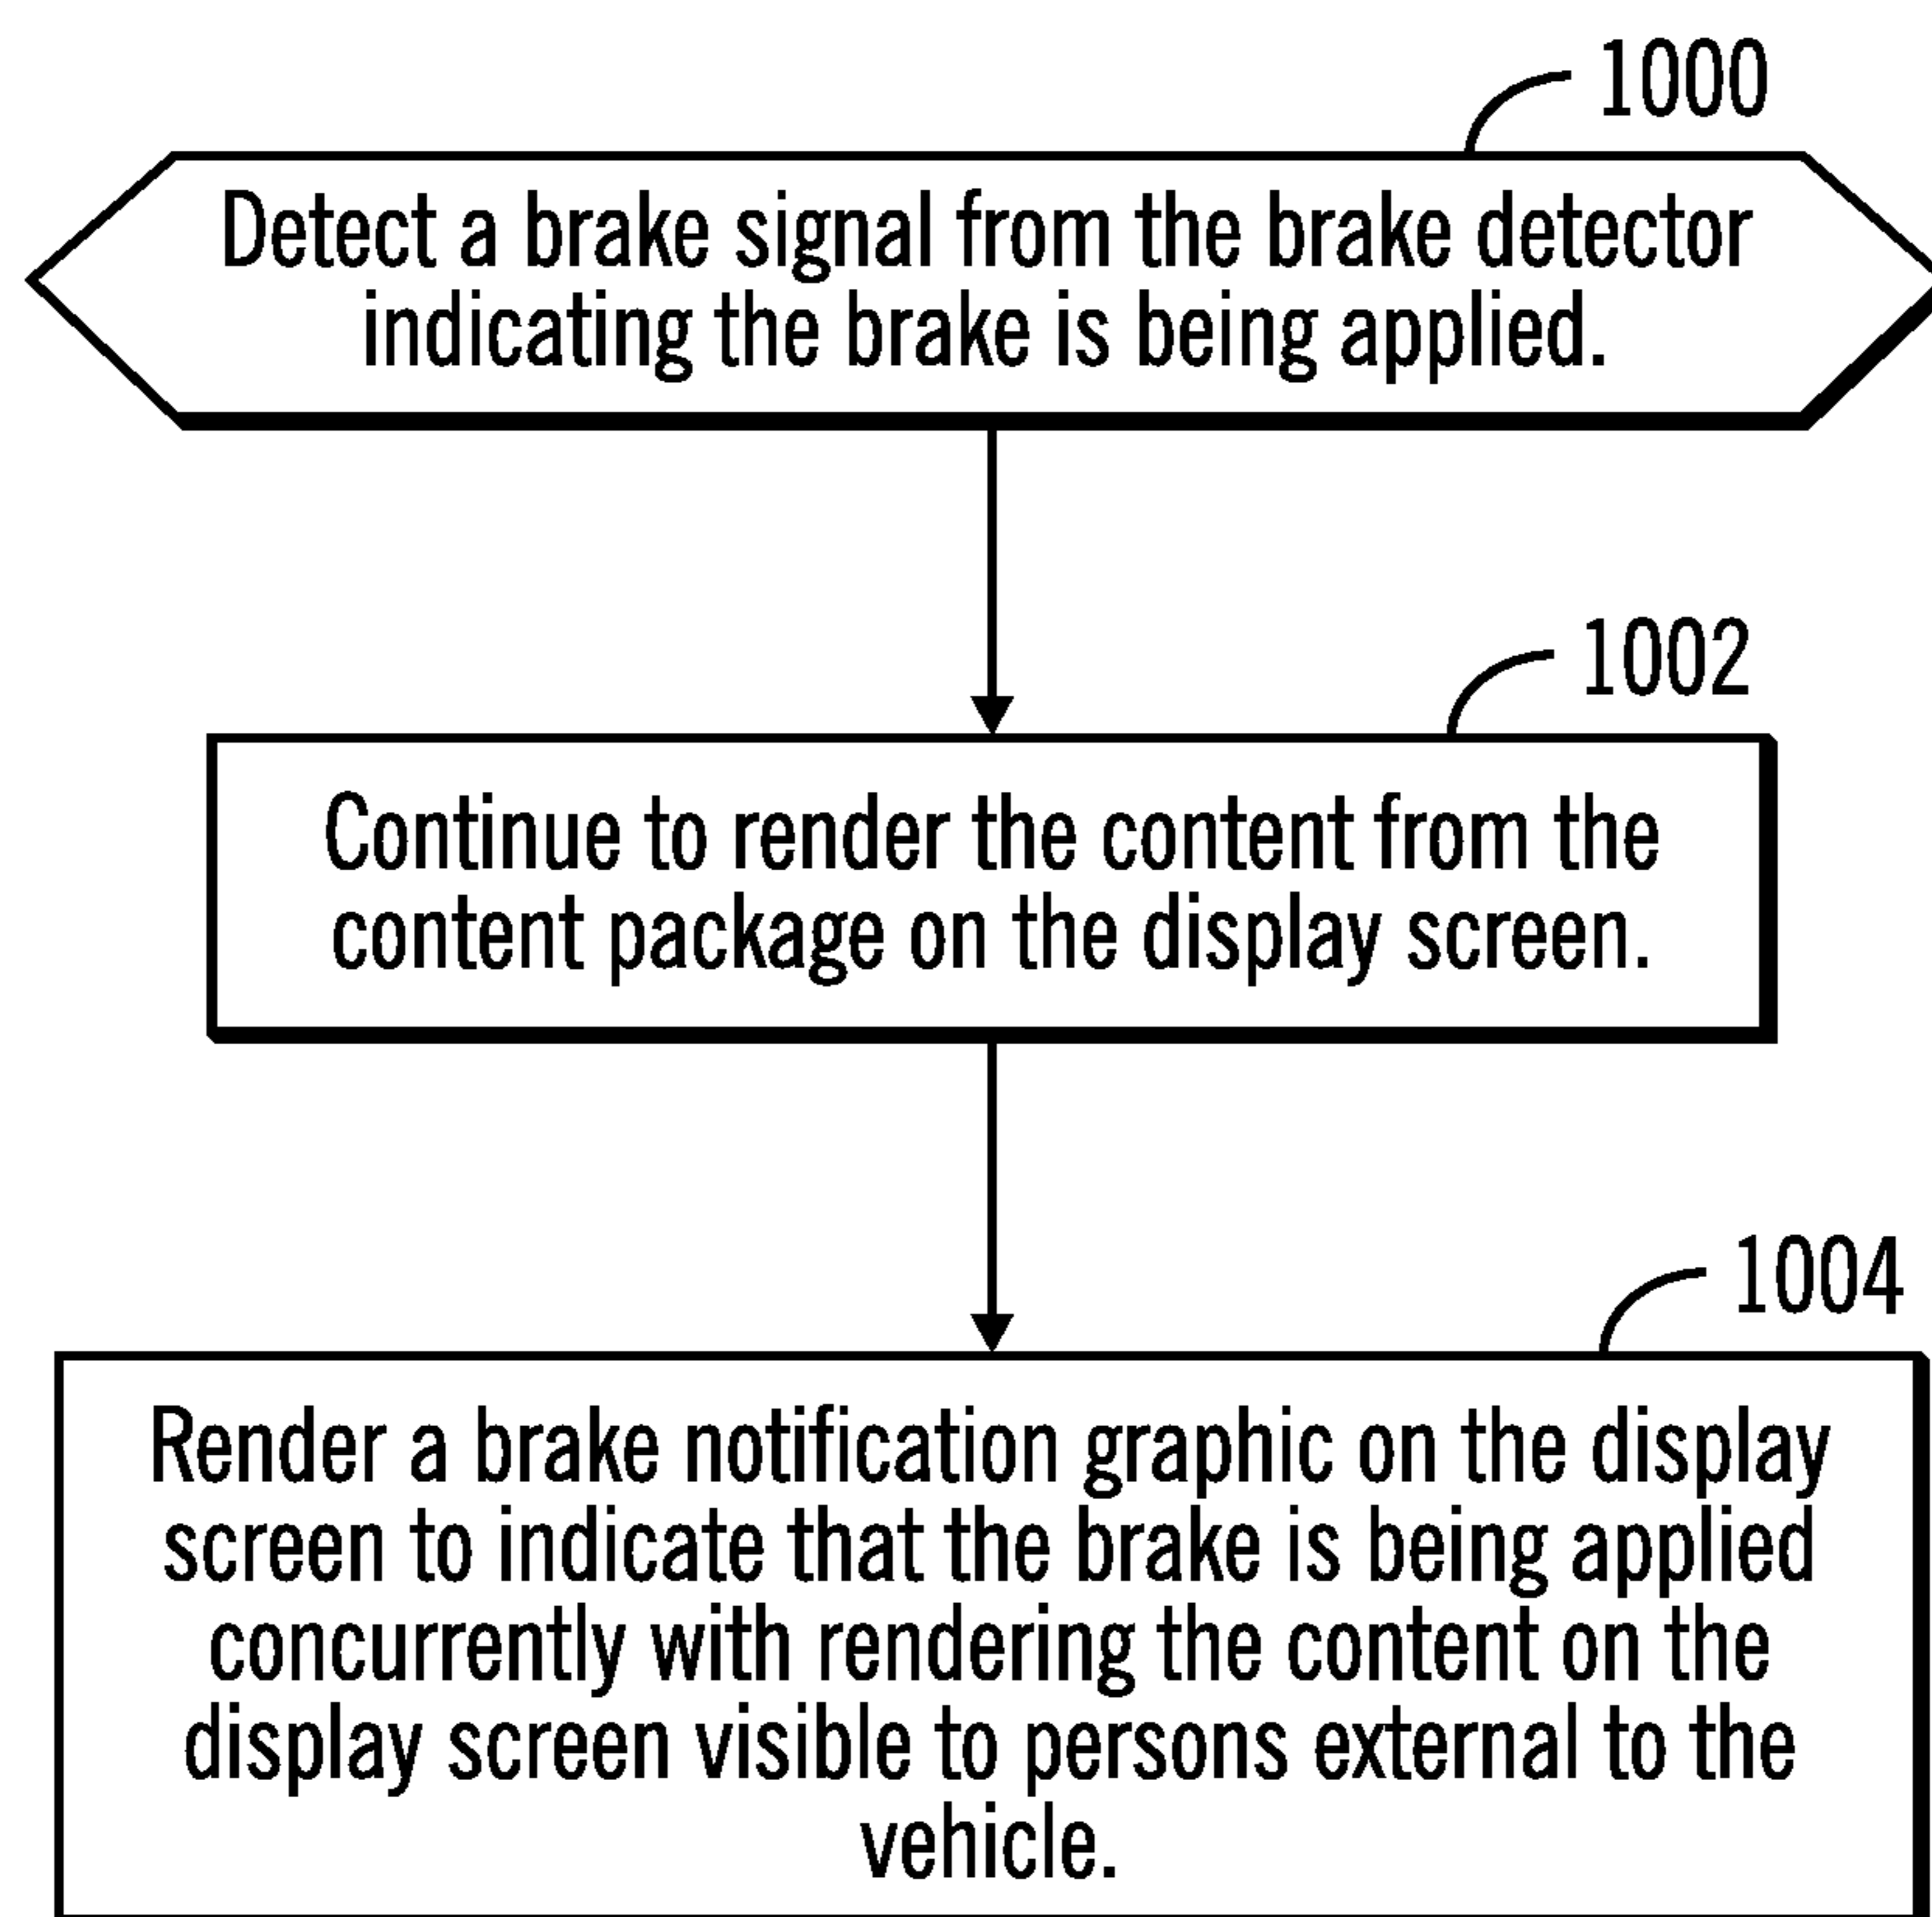 1000
Detect a brake signal from the brake detector
indicating the brake is being applied.
1002
Continue to render the content from the
content package on the display screen.
1004
Render a brake notification graphic on the display
screen to indicate that the brake is being applied
concurrently with rendering the content on the
display screen visible to persons external to the
vehicle.